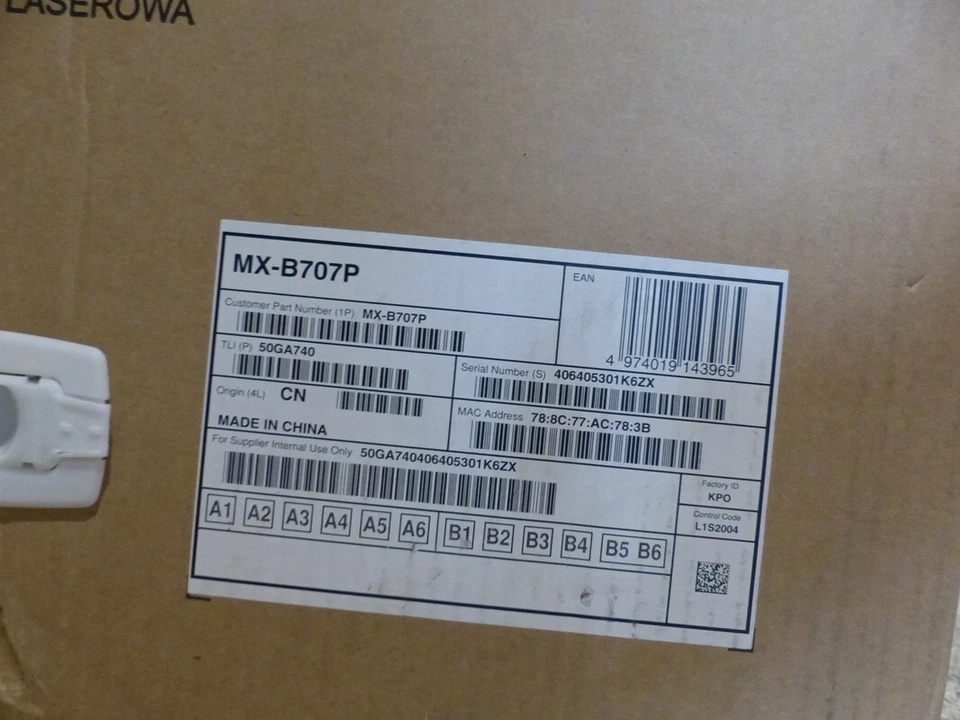 LASEROWA
MX-B707P
EAN
4 974019 143965
Customer Part Number (1P) MX-B707P
TLI (P) 50GA740
Serial Number (S) 406405301K6ZX
Origin (4L) CN
MAC Address 78:8C:77:AC:78:3B
MADE IN CHINA
For Supplier Internal Use Only 50GA740406405301K6ZX
Factory ID
KPO
Control Code
L1S2004
A1 A2 A3 A4 A5 A6 B1 B2 B3 B4 B5 B6